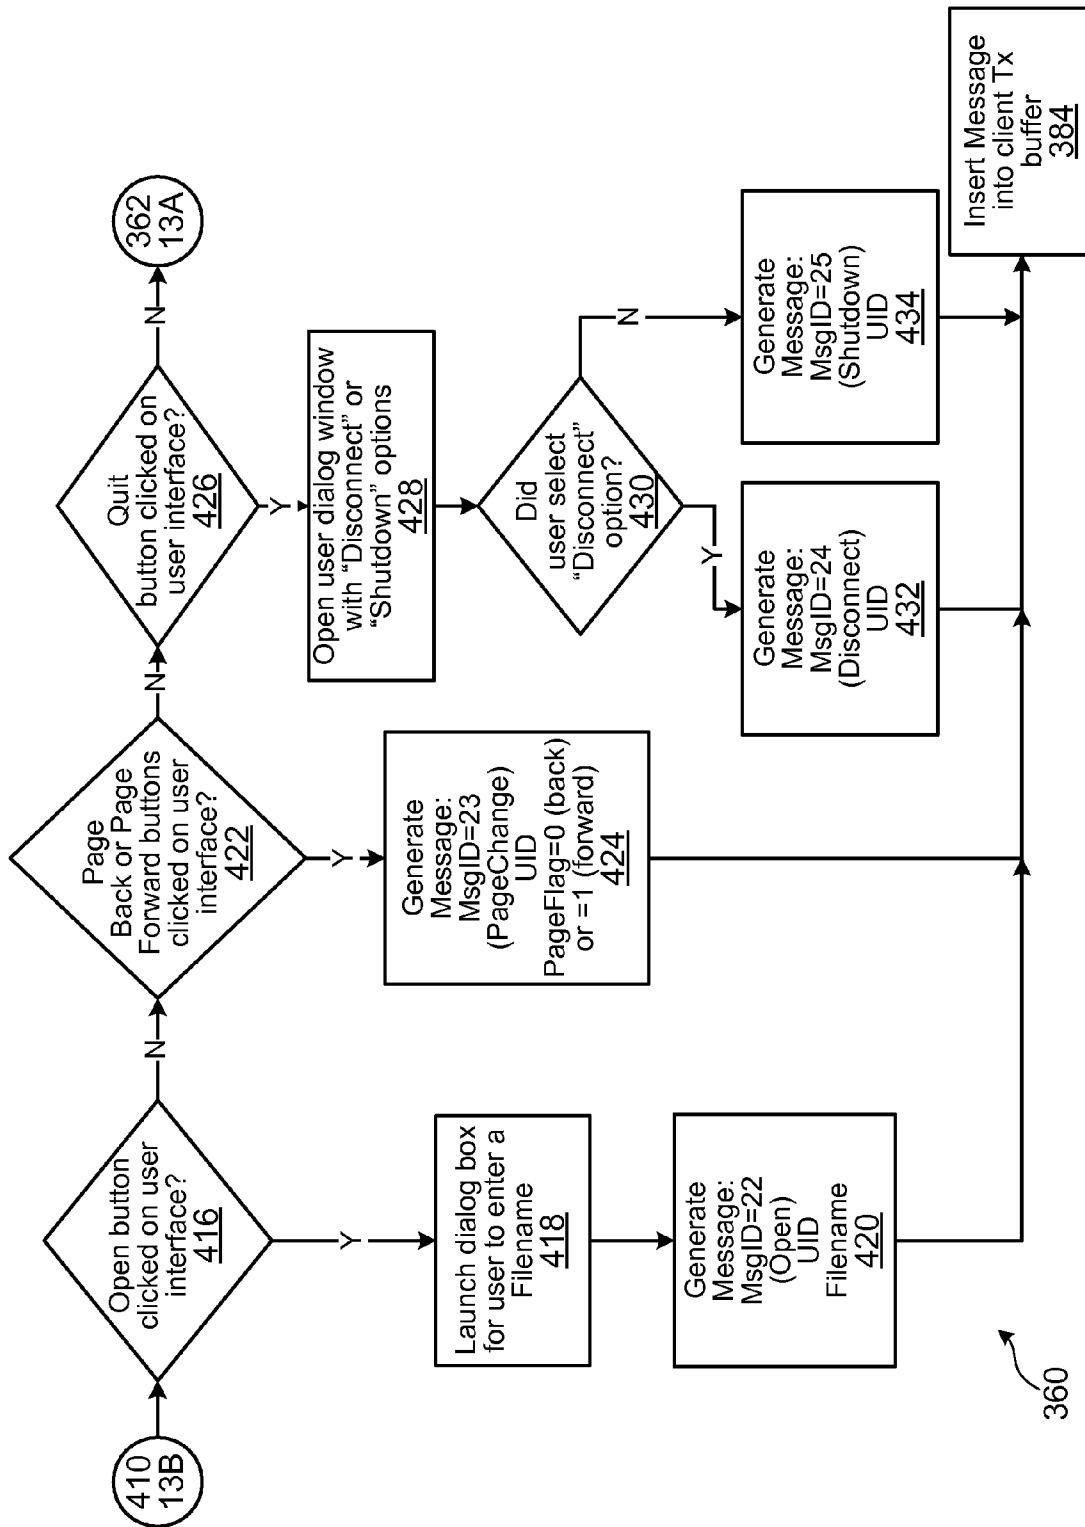 410
13B
Open button
clicked on user
interface?
416
Y
N
Launch dialog box
for user to enter a
Filename
418
Generate
Message:
MsgID=22
(Open)
UID
Filename
420
Page
Back or Page
Forward buttons
clicked on user
interface?
422
Y
N
Generate
Message:
MsgID=23
(PageChange)
UID
PageFlag=0 (back)
or =1 (forward)
424
Quit
button clicked on
user interface?
426
N
362
13A
Y
Open user dialog window
with “Disconnect” or
“Shutdown” options
428
Did
user select
“Disconnect”
option?
430
Y
N
Generate
Message:
MsgID=24
(Disconnect)
UID
432
Generate
Message:
MsgID=25
(Shutdown)
UID
434
Insert Message
into client Tx
buffer
384
360